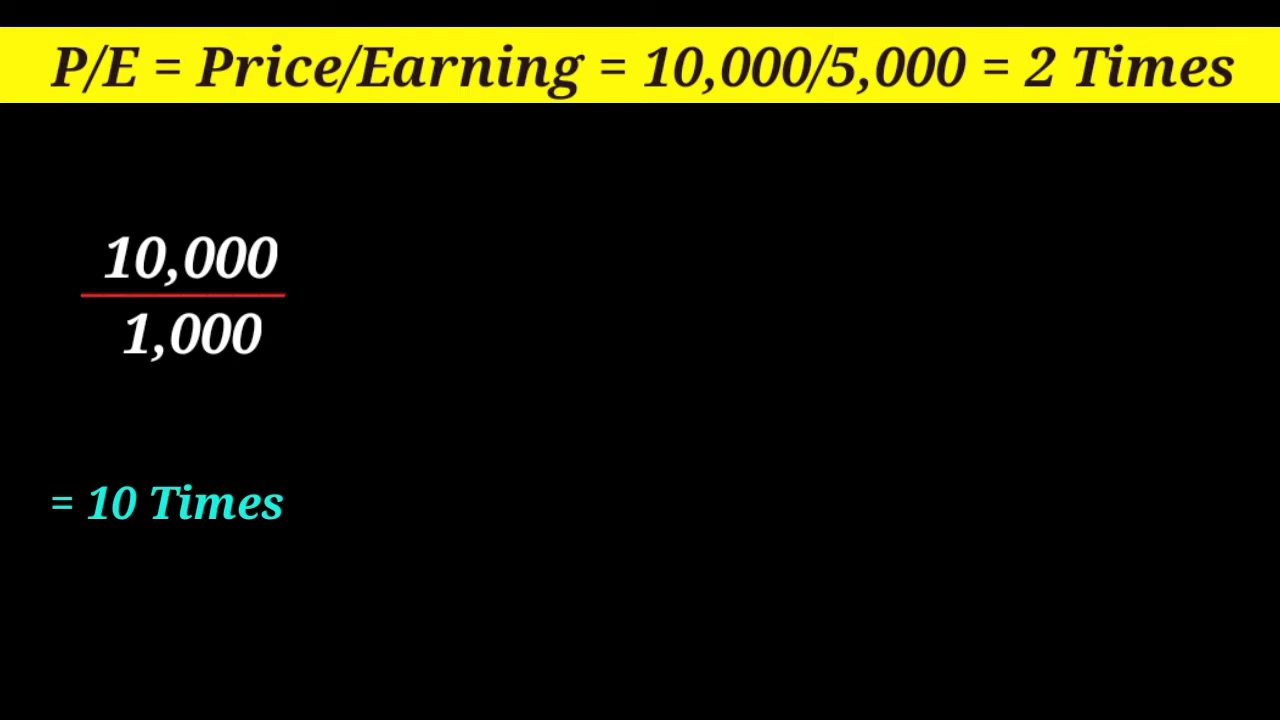 P/E = Price/Earning = 10,000/5,000 = 2 Times
10,000
1,000
= 10 Times